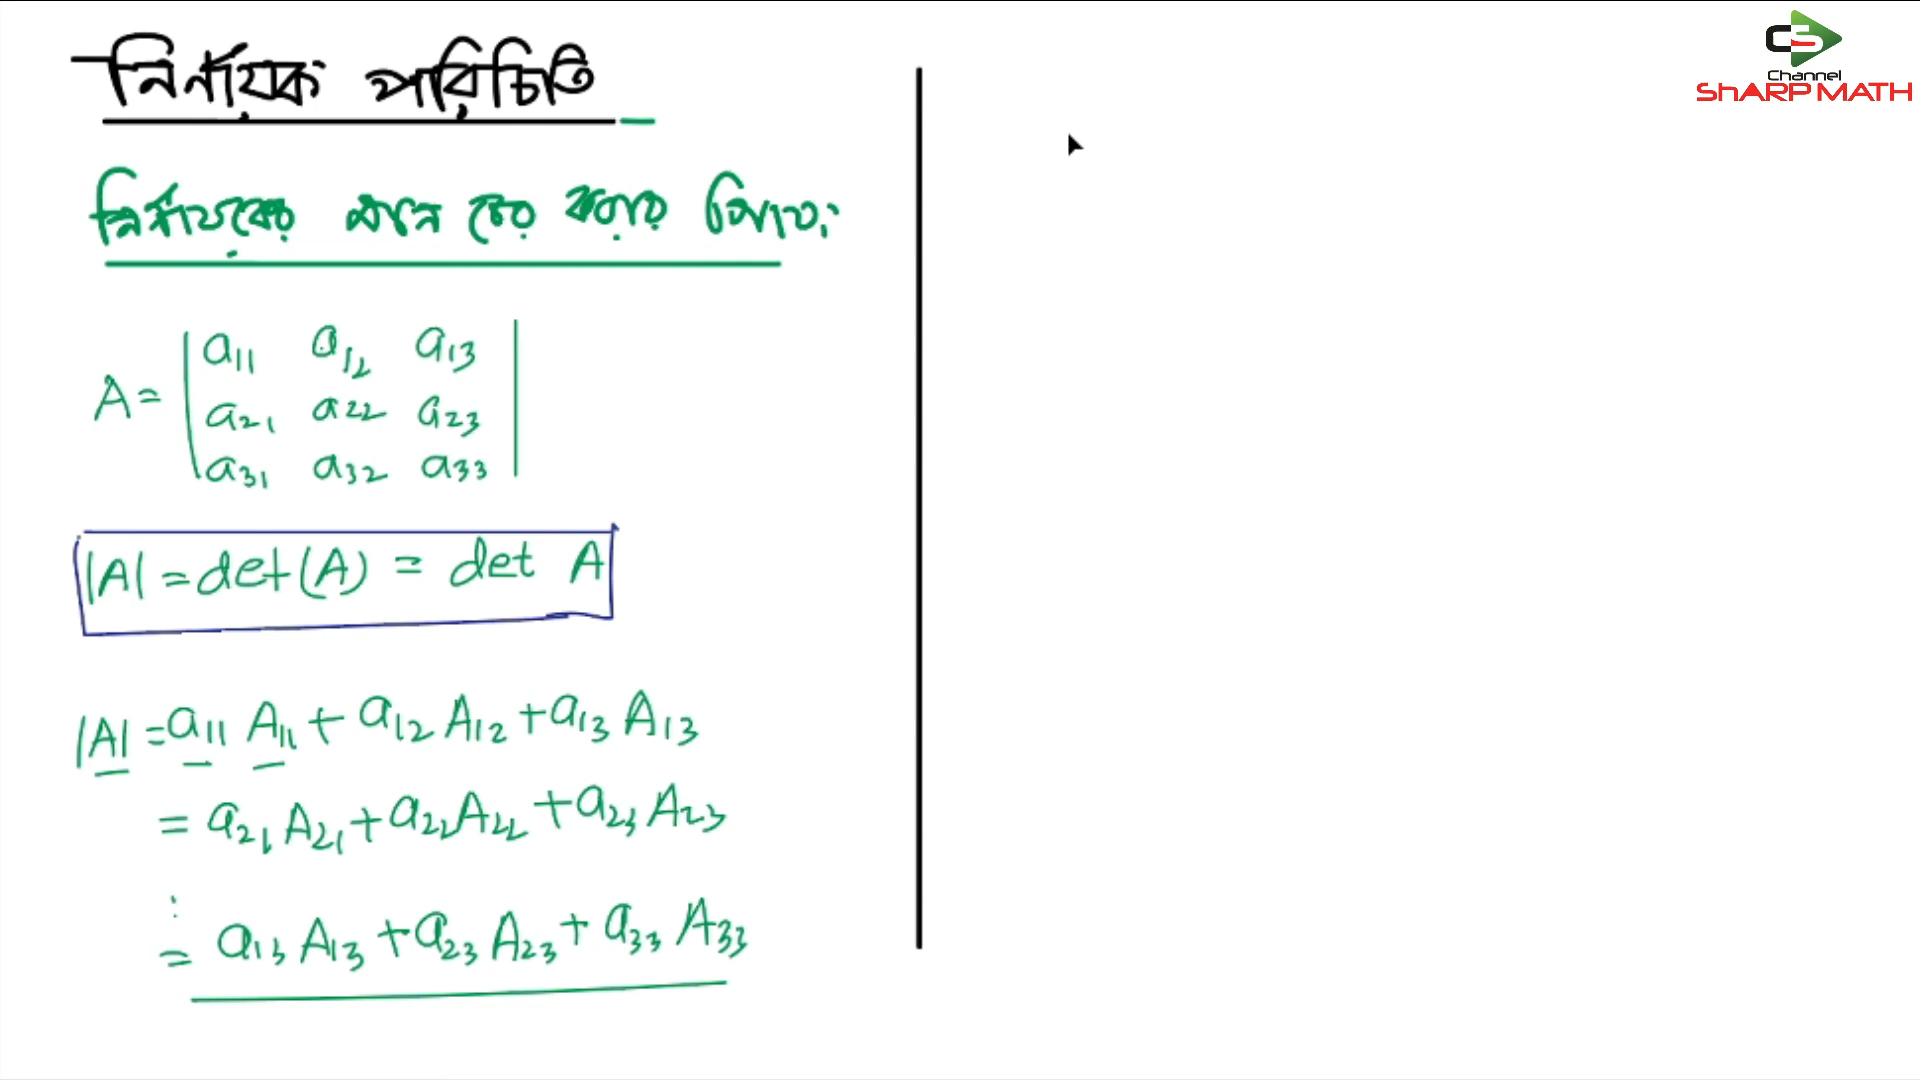 নির্ণায়ক পরিচিতি
নির্ণায়কের মান বের করার নিয়ম:
A = | a11 a12 a13 |
| a21 a22 a23 |
| a31 a32 a33 |
|A| = det(A) = det A
|A| = a11 A11 + a12 A12 + a13 A13
= a21 A21 + a22 A22 + a23 A23
:
= a13 A13 + a23 A23 + a33 A33
CS
Channel
ShARP MATH